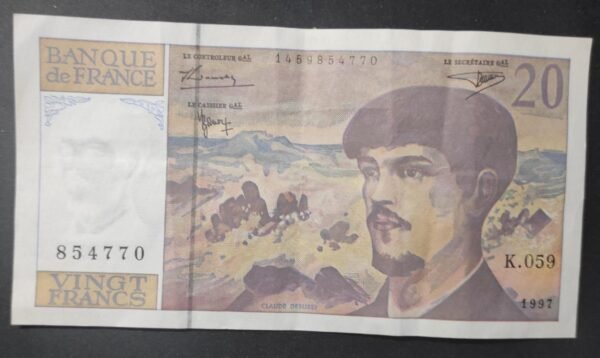 BANQUE
de FRANCE
LE CONTROLEUR GAL
1459854770
LE SECRÉTAIRE GAL
20
LE CAISSIER GAL
854770
K.059
VINGT
FRANCS
CLAUDE DEBUSSY
1997